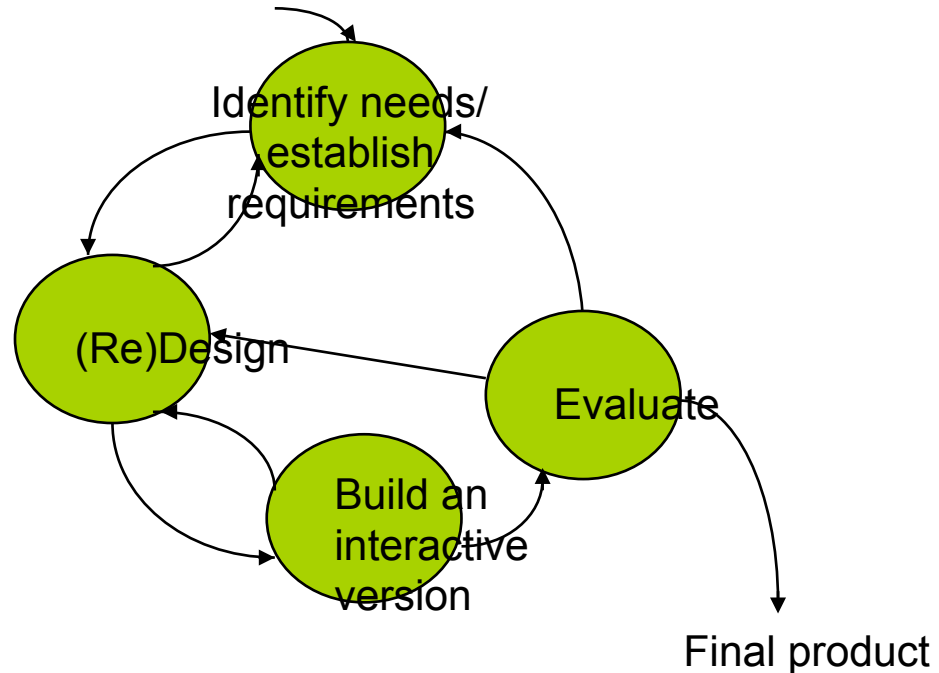 Identify needs/
establish
requirements
(Re)Design
Evaluate
Build an
interactive
version
Final product